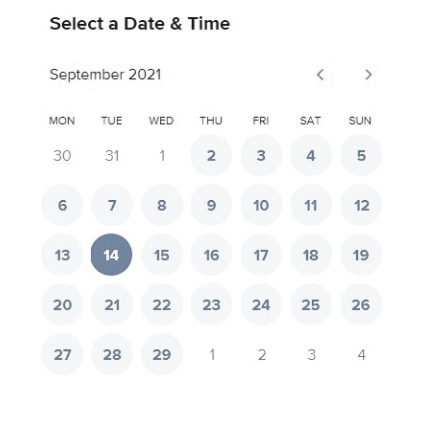 Select a Date & Time
September 2021
MON TUE WED THU FRI SAT SUN
30 31 1 2 3 4 5
6 7 8 9 10 11 12
13 14 15 16 17 18 19
20 21 22 23 24 25 26
27 28 29 1 2 3 4